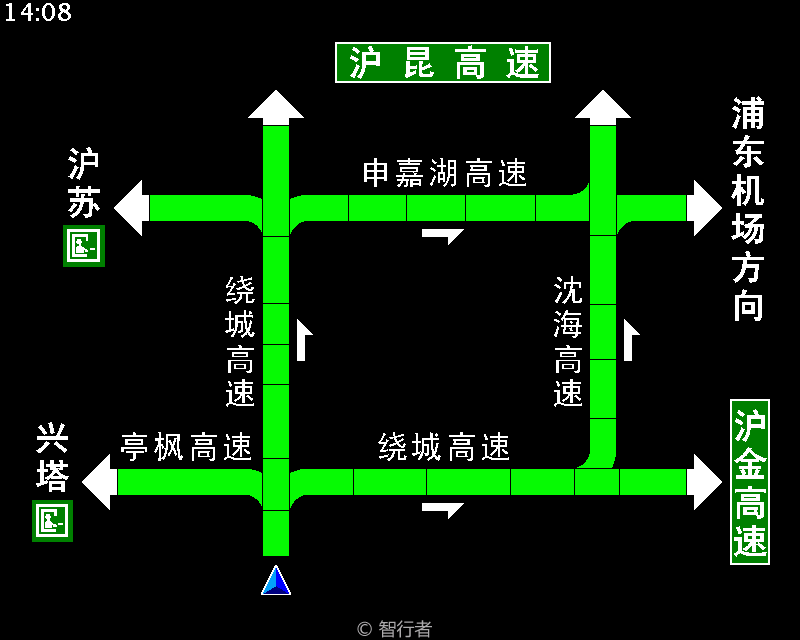 14:08
沪昆高速
浦东机场方向
沪苏
申嘉湖高速
绕城高速
沈海高速
兴塔
亭枫高速
绕城高速
沪金高速
© 智行者